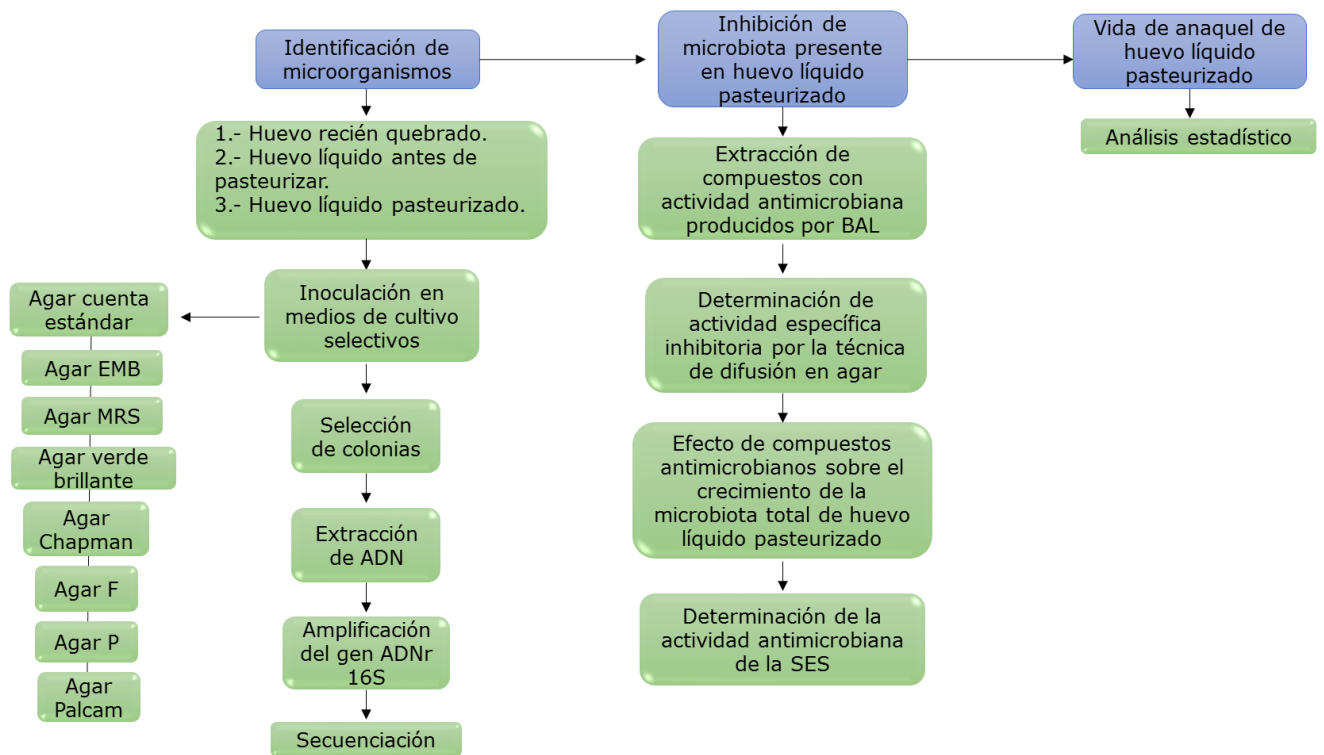 Identificación de
microorganismos
Inhibición de
microbiota presente
en huevo líquido
pasteurizado
Vida de anaquel de
huevo líquido
pasteurizado
1.- Huevo recién quebrado.
2.- Huevo líquido antes de
pasteurizar.
3.- Huevo líquido pasteurizado.
Inoculación en
medios de cultivo
selectivos
Agar cuenta
estándar
Agar EMB
Agar MRS
Agar verde
brillante
Agar
Chapman
Agar F
Agar P
Agar
Palcam
Selección
de colonias
Extracción
de ADN
Amplificación
del gen ADNr
16S
Secuenciación
Extracción de
compuestos con
actividad antimicrobiana
producidos por BAL
Determinación de
actividad específica
inhibitoria por la técnica
de difusión en agar
Efecto de compuestos
antimicrobianos sobre el
crecimiento de la
microbiota total de huevo
líquido pasteurizado
Determinación de la
actividad antimicrobiana
de la SES
Análisis estadístico